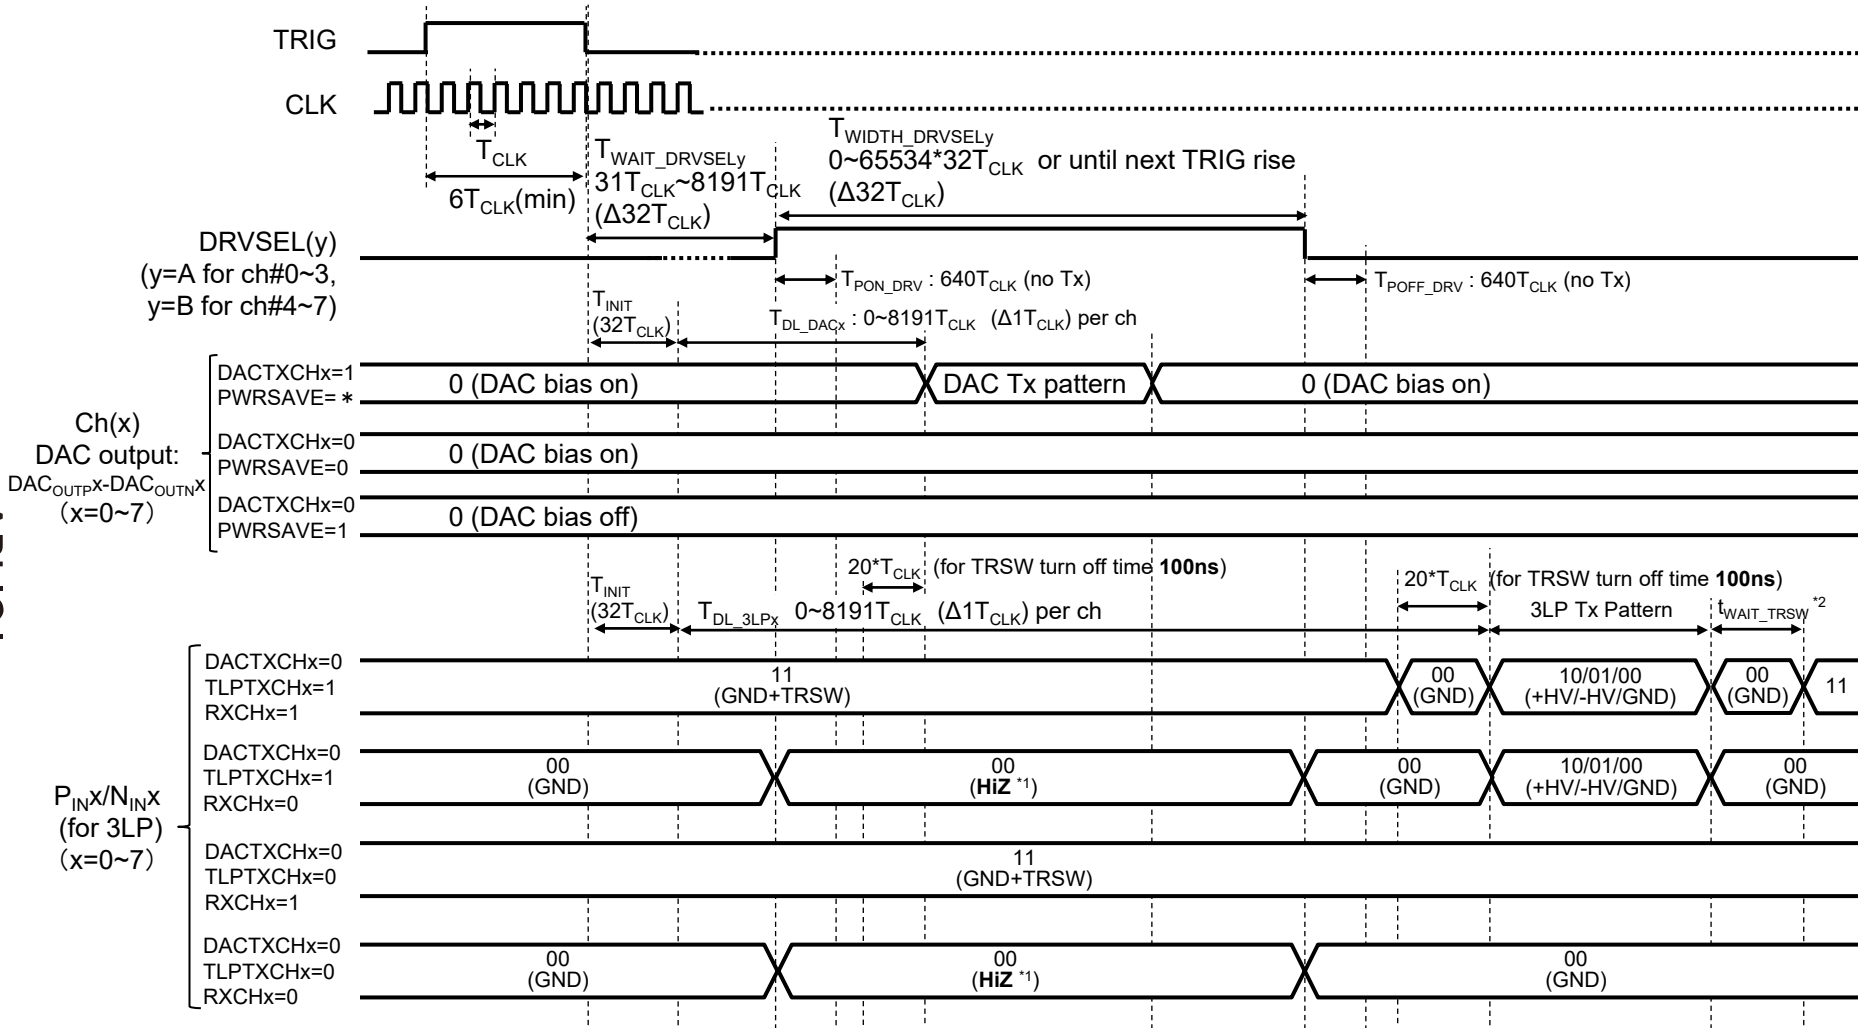 TRIG
CLK
T_CLK
6T_CLK(min)
T_WAIT_DRVSELy
31T_CLK~8191T_CLK
(Δ32T_CLK)
T_WIDTH_DRVSELy
0~65534*32T_CLK or until next TRIG rise
(Δ32T_CLK)
DRVSEL(y)
(y=A for ch#0~3,
y=B for ch#4~7)
T_PON_DRV : 640T_CLK (no Tx)
T_POFF_DRV : 640T_CLK (no Tx)
T_INIT
(32T_CLK)
T_DL_DACx : 0~8191T_CLK (Δ1T_CLK) per ch
Ch(x)
DAC output:
DAC_OUTPx-DAC_OUTNx
(x=0~7)
DACTXCHx=1
PWRSAVE=*
0 (DAC bias on)
DAC Tx pattern
0 (DAC bias on)
DACTXCHx=0
PWRSAVE=0
0 (DAC bias on)
DACTXCHx=0
PWRSAVE=1
0 (DAC bias off)
20*T_CLK (for TRSW turn off time 100ns)
20*T_CLK (for TRSW turn off time 100ns)
T_INIT
(32T_CLK)
T_DL_3LPx 0~8191T_CLK (Δ1T_CLK) per ch
3LP Tx Pattern
t_WAIT_TRSW *2
P_INx/N_INx
(for 3LP)
(x=0~7)
DACTXCHx=0
TLPTXCHx=1
RXCHx=1
11
(GND+TRSW)
00
(GND)
10/01/00
(+HV/-HV/GND)
00
(GND)
11
DACTXCHx=0
TLPTXCHx=1
RXCHx=0
00
(GND)
00
(HiZ *1)
00
(GND)
10/01/00
(+HV/-HV/GND)
00
(GND)
DACTXCHx=0
TLPTXCHx=0
RXCHx=1
11
(GND+TRSW)
DACTXCHx=0
TLPTXCHx=0
RXCHx=0
00
(GND)
00
(HiZ *1)
00
(GND)